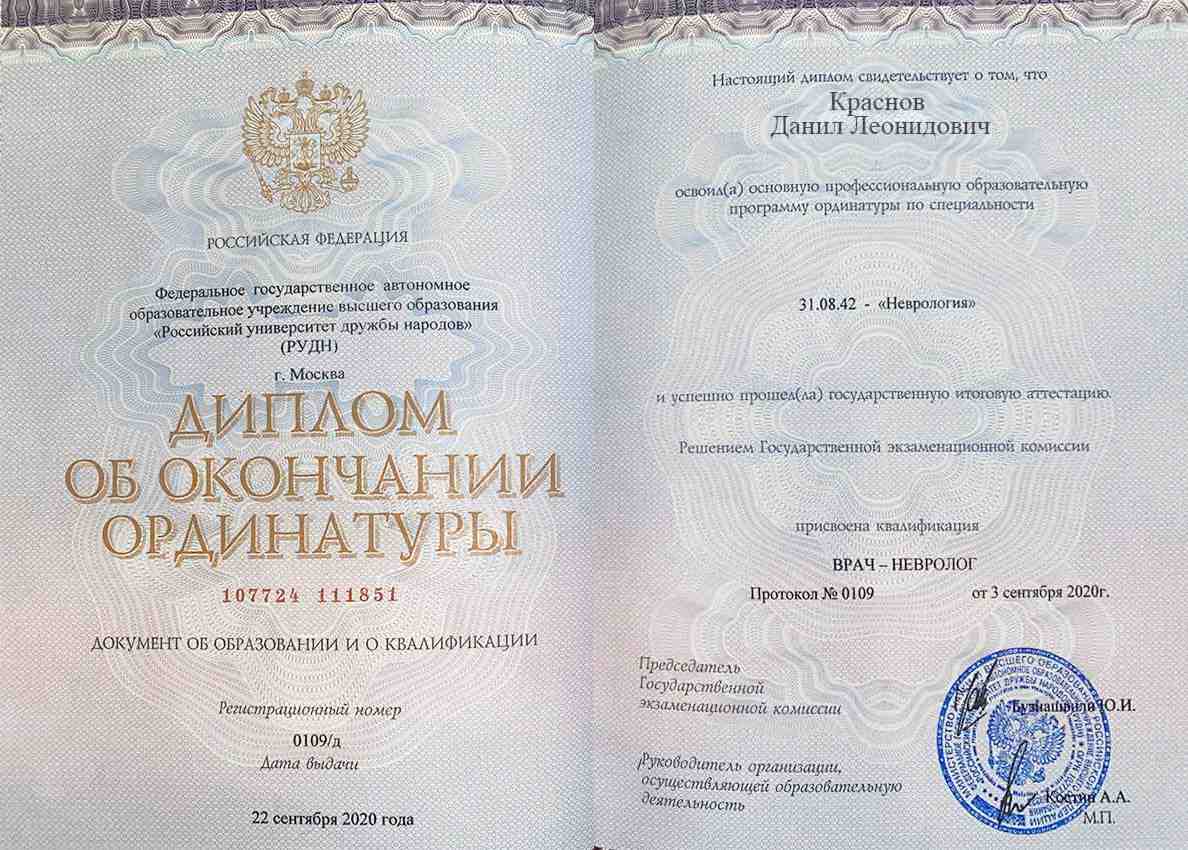 РОССИЙСКАЯ ФЕДЕРАЦИЯ
Федеральное государственное автономное
образовательное учреждение высшего образования
«Российский университет дружбы народов»
(РУДН)
г. Москва
ДИПЛОМ
ОБ ОКОНЧАНИИ
ОРДИНАТУРЫ
107724 111851
ДОКУМЕНТ ОБ ОБРАЗОВАНИИ И О КВАЛИФИКАЦИИ
Регистрационный номер
0109/д
Дата выдачи
22 сентября 2020 года
Настоящий диплом свидетельствует о том, что
Краснов
Данил Леонидович
освоил(а) основную профессиональную образовательную
программу ординатуры по специальности
31.08.42 - «Неврология»
и успешно прошел(ла) государственную итоговую аттестацию.
Решением Государственной экзаменационной комиссии
присвоена квалификация
ВРАЧ – НЕВРОЛОГ
Протокол № 0109 от 3 сентября 2020г.
Председатель
Государственной
экзаменационной комиссии
Ю.И.
Руководитель организации,
осуществляющей образовательную
деятельность
Костин А.А.
М.П.